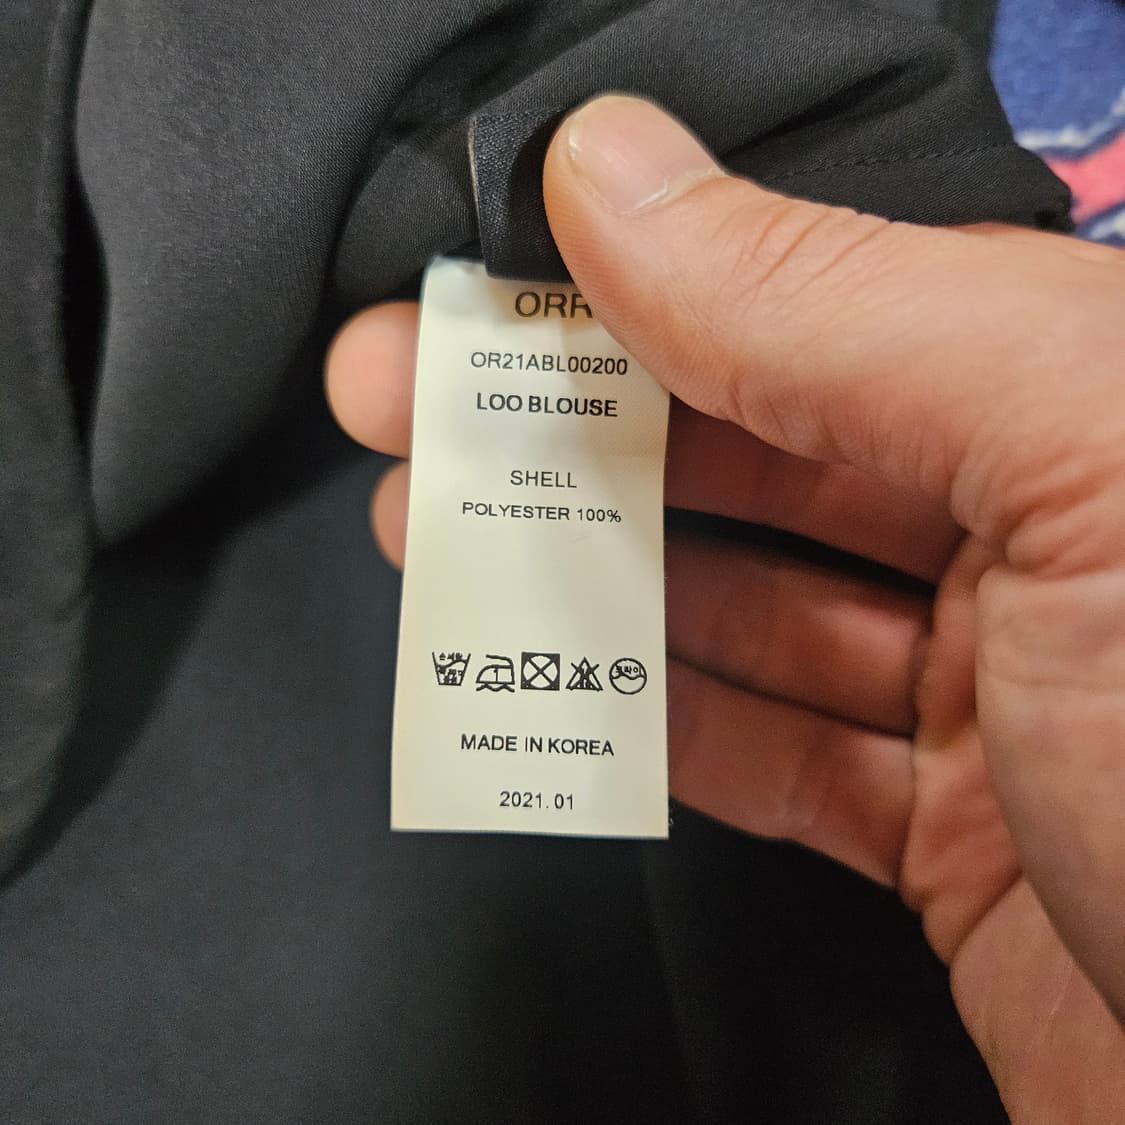 ORR
OR21ABL00200
LOO BLOUSE
SHELL
POLYESTER 100%
MADE IN KOREA
2021.01